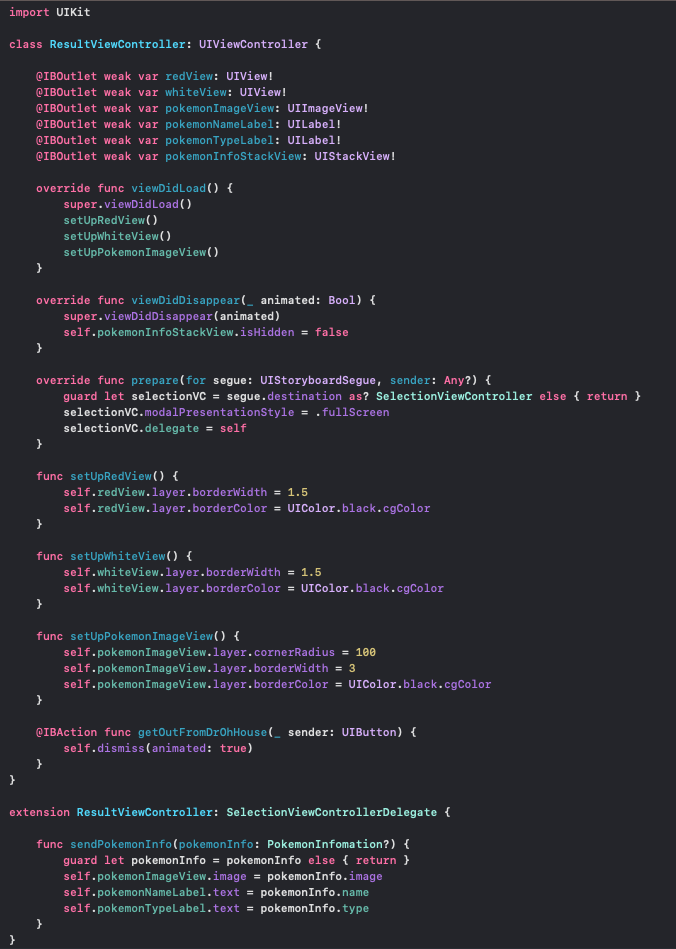 import UIKit

class ResultViewController: UIViewController {

    @IBOutlet weak var redView: UIView!
    @IBOutlet weak var whiteView: UIView!
    @IBOutlet weak var pokemonImageView: UIImageView!
    @IBOutlet weak var pokemonNameLabel: UILabel!
    @IBOutlet weak var pokemonTypeLabel: UILabel!
    @IBOutlet weak var pokemonInfoStackView: UIStackView!

    override func viewDidLoad() {
        super.viewDidLoad()
        setUpRedView()
        setUpWhiteView()
        setUpPokemonImageView()
    }

    override func viewDidDisappear(_ animated: Bool) {
        super.viewDidDisappear(animated)
        self.pokemonInfoStackView.isHidden = false
    }

    override func prepare(for segue: UIStoryboardSegue, sender: Any?) {
        guard let selectionVC = segue.destination as? SelectionViewController else { return }
        selectionVC.modalPresentationStyle = .fullScreen
        selectionVC.delegate = self
    }

    func setUpRedView() {
        self.redView.layer.borderWidth = 1.5
        self.redView.layer.borderColor = UIColor.black.cgColor
    }

    func setUpWhiteView() {
        self.whiteView.layer.borderWidth = 1.5
        self.whiteView.layer.borderColor = UIColor.black.cgColor
    }

    func setUpPokemonImageView() {
        self.pokemonImageView.layer.cornerRadius = 100
        self.pokemonImageView.layer.borderWidth = 3
        self.pokemonImageView.layer.borderColor = UIColor.black.cgColor
    }

    @IBAction func getOutFromDrOhHouse(_ sender: UIButton) {
        self.dismiss(animated: true)
    }
}

extension ResultViewController: SelectionViewControllerDelegate {

    func sendPokemonInfo(pokemonInfo: PokemonInfomation?) {
        guard let pokemonInfo = pokemonInfo else { return }
        self.pokemonImageView.image = pokemonInfo.image
        self.pokemonNameLabel.text = pokemonInfo.name
        self.pokemonTypeLabel.text = pokemonInfo.type
    }
}